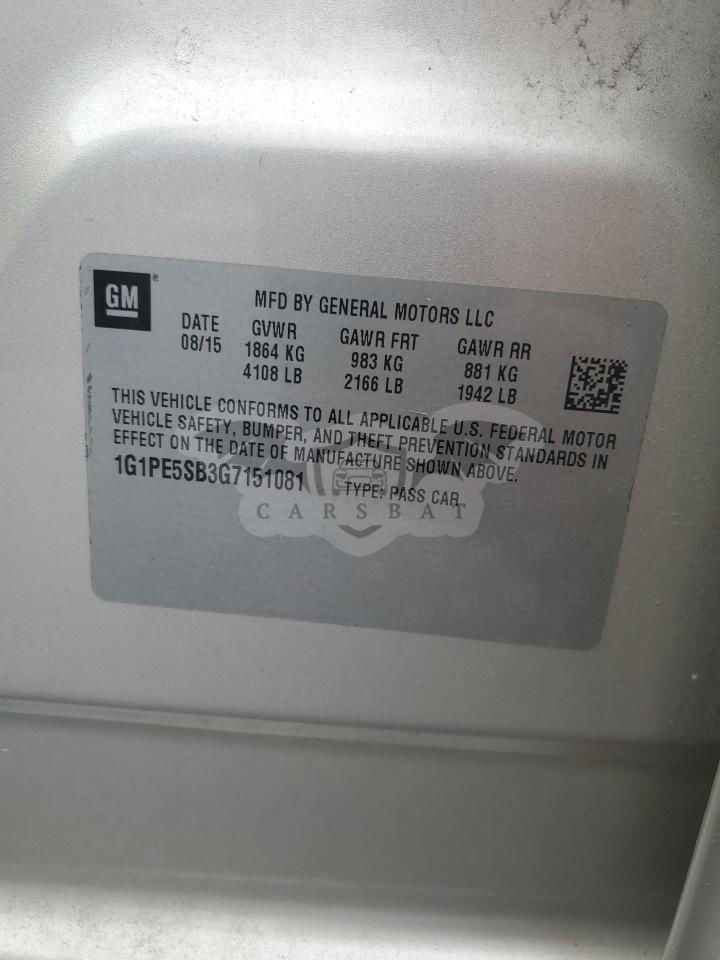 GM
MFD BY GENERAL MOTORS LLC
DATE GVWR GAWR FRT GAWR RR
08/15 1864 KG 983 KG 881 KG
4108 LB 2166 LB 1942 LB
THIS VEHICLE CONFORMS TO ALL APPLICABLE U.S. FEDERAL MOTOR
VEHICLE SAFETY, BUMPER, AND THEFT PREVENTION STANDARDS IN
EFFECT ON THE DATE OF MANUFACTURE SHOWN ABOVE.
1G1PE5SB3G7151081 TYPE: PASS CAR
CARSBAT